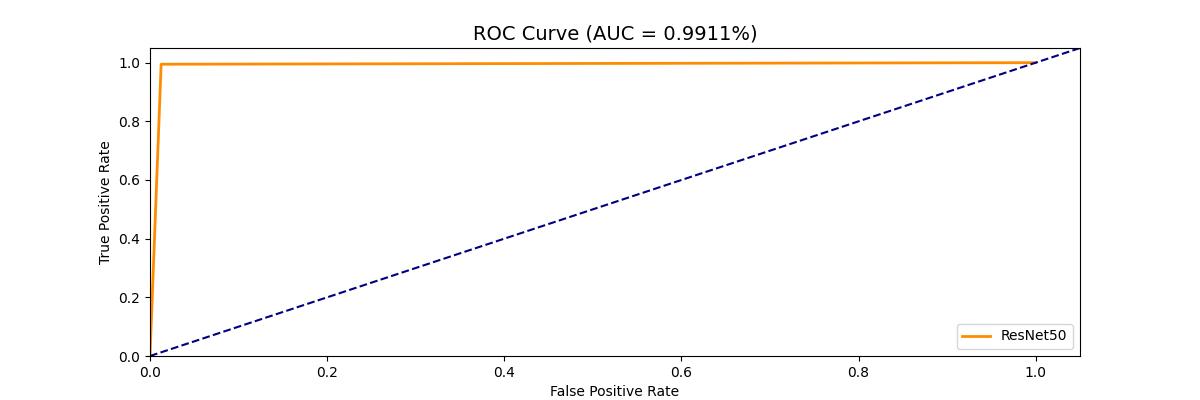 ROC Curve (AUC = 0.9911%)
1.0
0.8
0.6
0.4
0.2
0.0
True Positive Rate
ResNet50
0.0 0.2 0.4 0.6 0.8 1.0
False Positive Rate